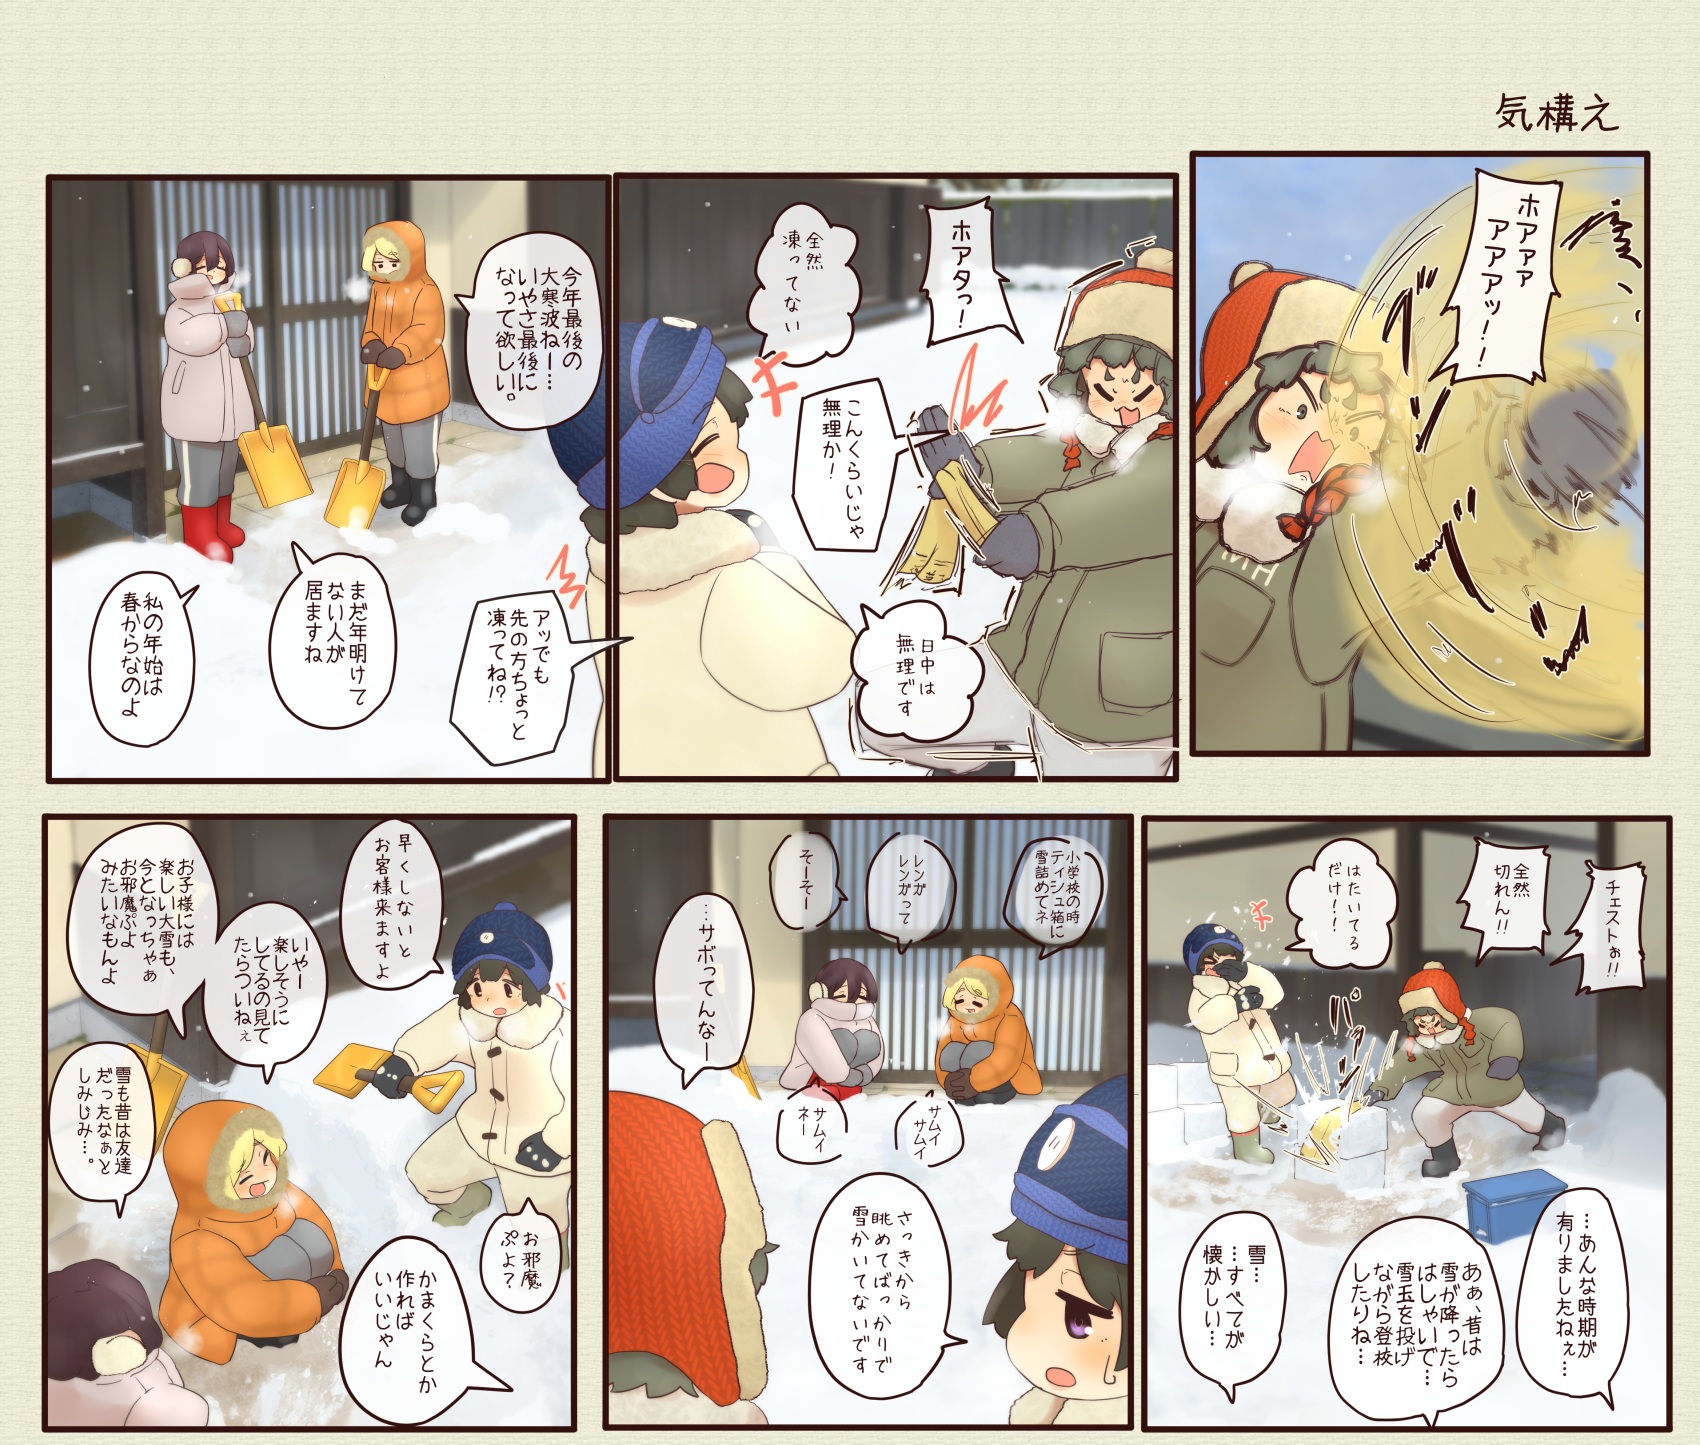 気構え
ホアァァ
アアアッ！！
MH
ホアタっ！
全然
凍ってない
こんくらいじゃ
無理か！
日中は
無理です
アッでも
先の方ちょっと
凍ってね!?
今年最後の
大寒波ねー…
いやさ最後に
なって欲しい。
まだ年明けて
ない人が
居ますね
私の年始は
春からなのよ
チェストぉ!!
全然
切れん!!
はたいてる
だけ！！
…あんな時期が
有りましたねぇ…
あぁ、昔は
雪が降ったら
はしゃいで…
雪玉を投げ
ながら登校
したりね…
雪…
…すべてが
懐かしい…
小学校の時
ティシュ箱に
雪詰めてネ
レンガ
レンガって
そーそー
…サボってんなー
サムイ
サムイ
サムイ
ネー
さっきから
眺めてばっかりで
雪かいてないです
早くしないと
お客様来ますよ
いやー
楽しそうに
してるの見て
たらついねぇ
お子様には
楽しい大雪も、
今となっちゃぁ
お邪魔ぷよ
みたいなもんよ
雪も昔は友達
だったなぁと
しみじみ…。
お邪魔
ぷよ？
かまくらとか
作れば
いいじゃん